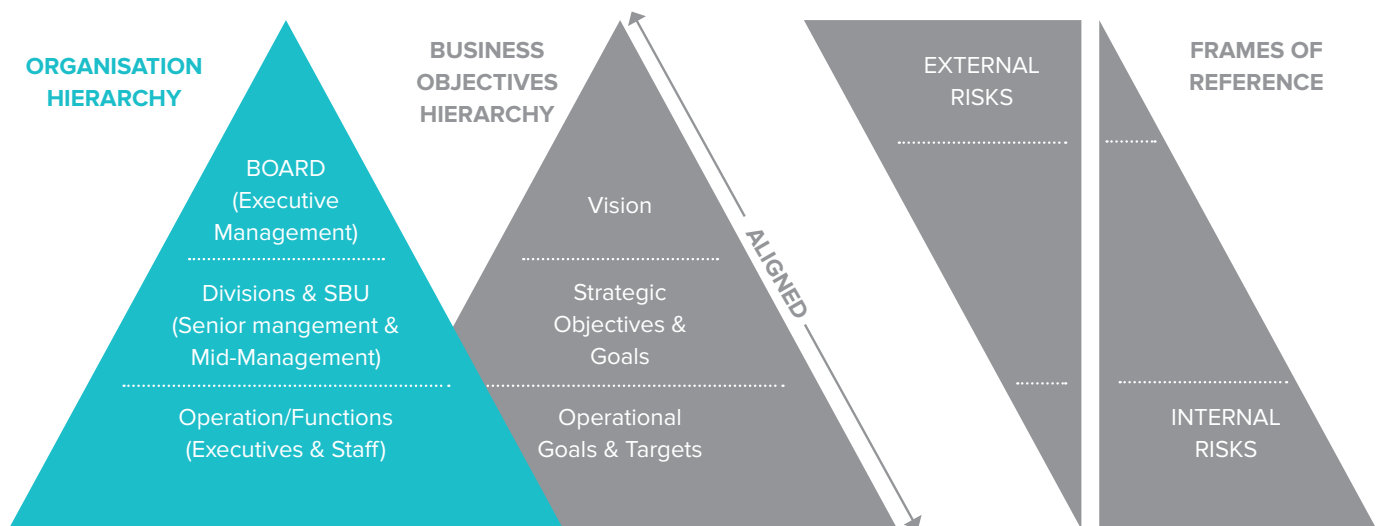 ORGANISATION
HIERARCHY
BOARD
(Executive
Management)
Divisions & SBU
(Senior mangement &
Mid-Management)
Operation/Functions
(Executives & Staff)
BUSINESS
OBJECTIVES
HIERARCHY
Vision
Strategic
Objectives &
Goals
Operational
Goals & Targets
ALIGNED
EXTERNAL
RISKS
FRAMES OF
REFERENCE
INTERNAL
RISKS